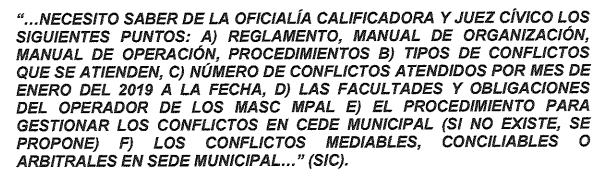 “…NECESITO SABER DE LA OFICIALÍA CALIFICADORA Y JUEZ CÍVICO LOS
SIGUIENTES PUNTOS: A) REGLAMENTO, MANUAL DE ORGANIZACIÓN,
MANUAL DE OPERACIÓN, PROCEDIMIENTOS B) TIPOS DE CONFLICTOS
QUE SE ATIENDEN, C) NÚMERO DE CONFLICTOS ATENDIDOS POR MES DE
ENERO DEL 2019 A LA FECHA, D) LAS FACULTADES Y OBLIGACIONES
DEL OPERADOR DE LOS MASC MPAL E) EL PROCEDIMIENTO PARA
GESTIONAR LOS CONFLICTOS EN CEDE MUNICIPAL (SI NO EXISTE, SE
PROPONE) F) LOS CONFLICTOS MEDIABLES, CONCILIABLES O
ARBITRALES EN SEDE MUNICIPAL…” (SIC).